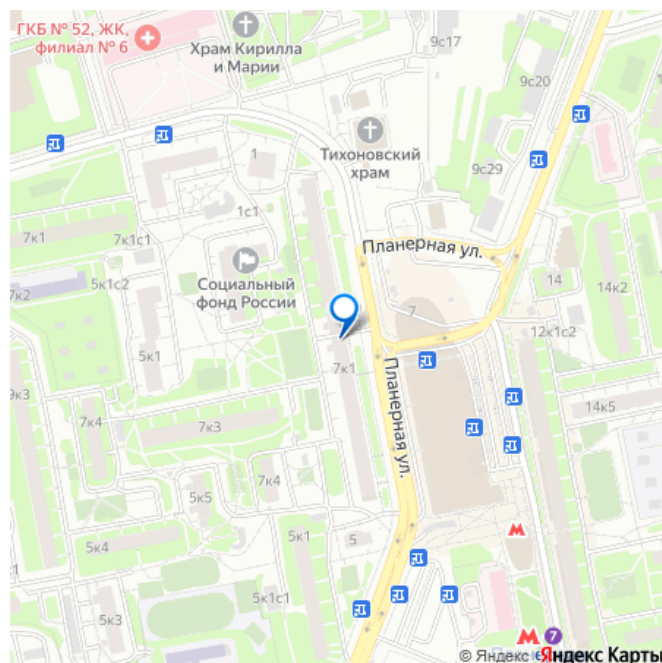 ГКБ № 52, ЖК,
филиал № 6
Храм Кирилла
и Марии
9с17
9с20
Тихоновский
храм
9с29
1
1с1
7к1
7к1с1
Планерная ул.
5к1с2
Социальный
фонд России
7к2
14
14к2
7
12к1с2
5к1
7к1
9к3
Планерная ул.
14к5
7к4
7к3
7к4
5к5
5к1
5
5к4
5к1с1
5к3
7
© Яндекс
Яндекс Карты